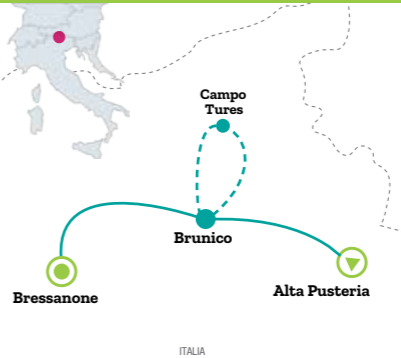 Campo
Tures
Brunico
Bressanone
Alta Pusteria
ITALIA